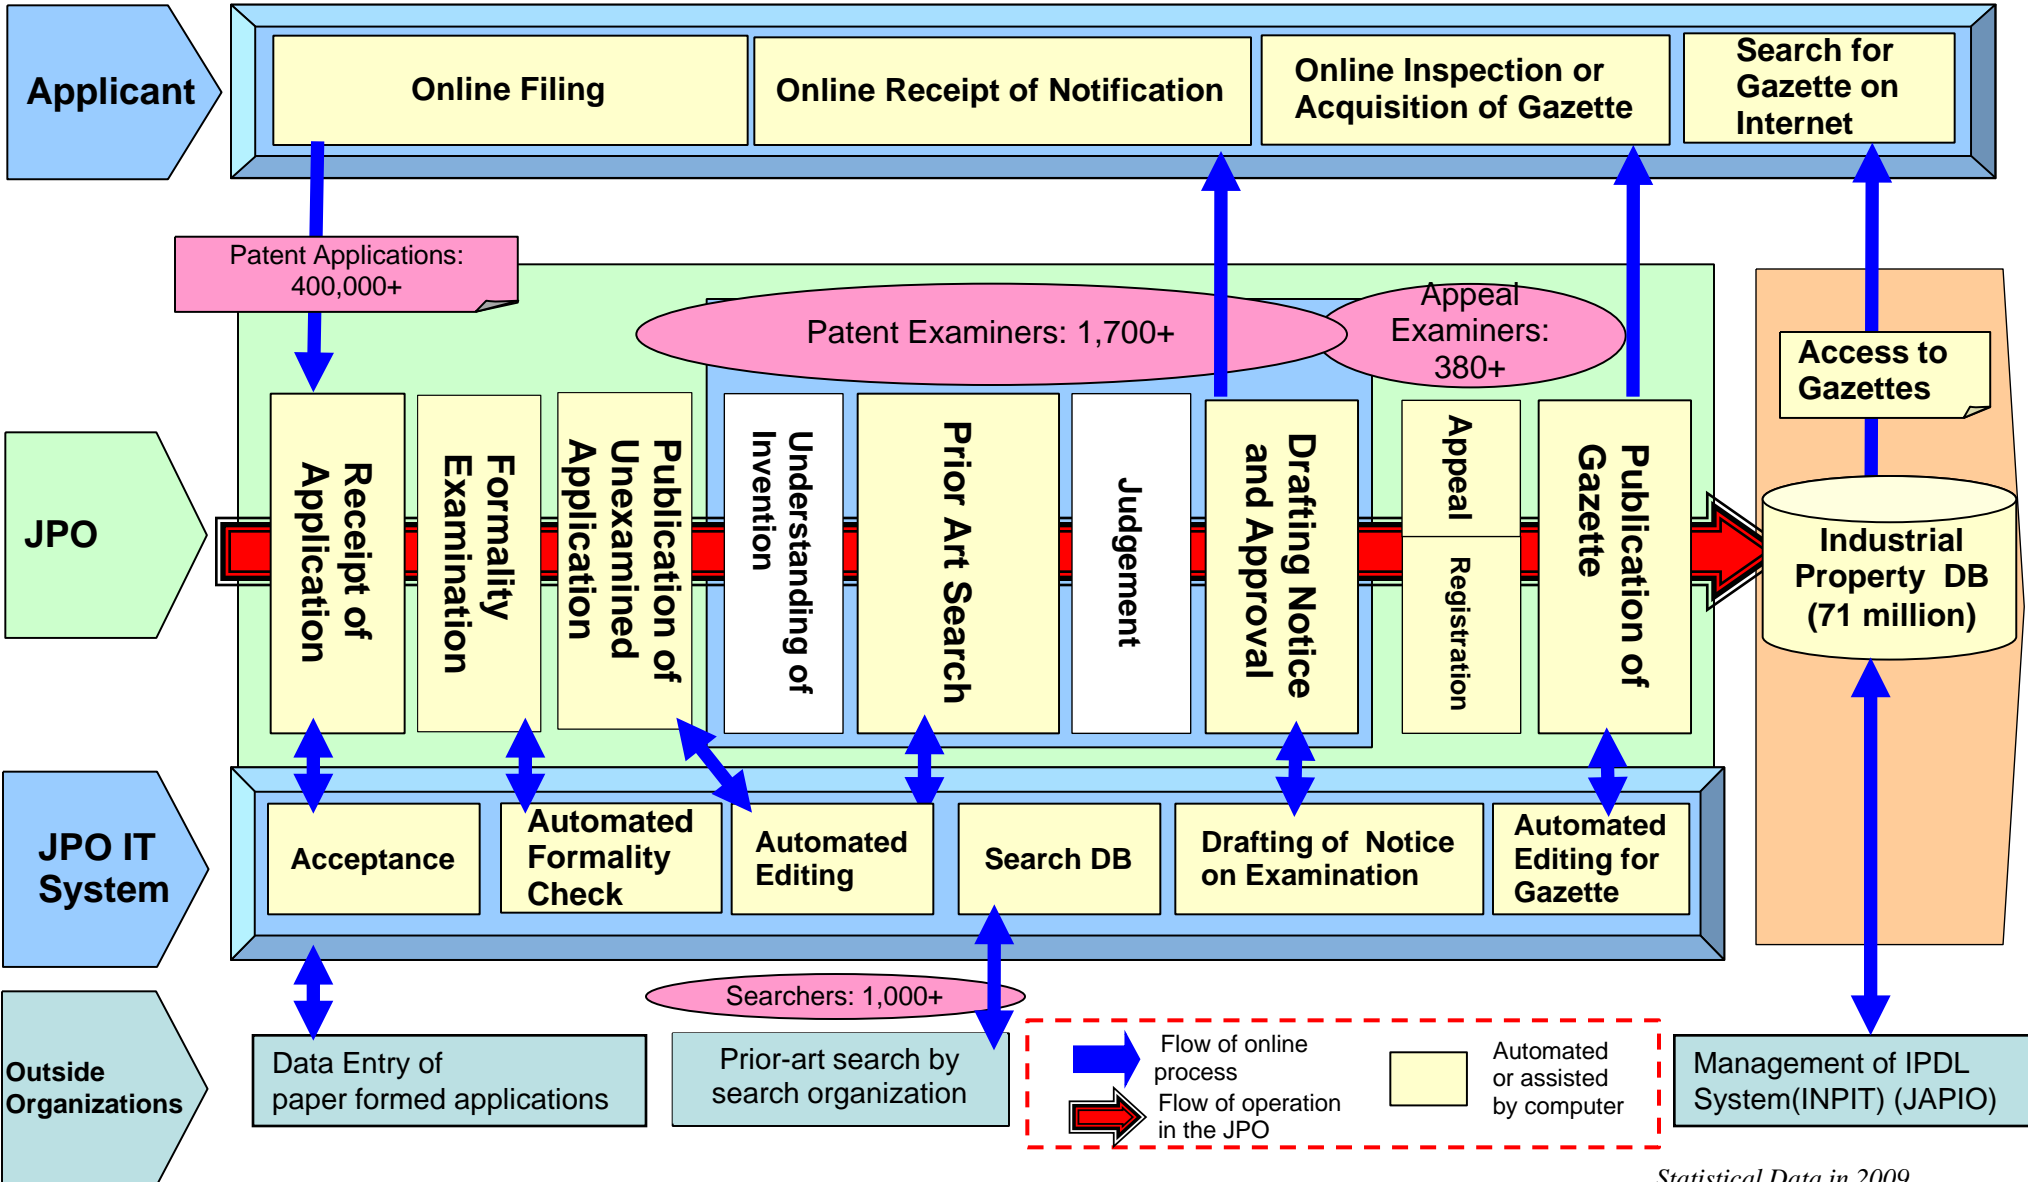 Applicant
Online Filing
Online Receipt of Notification
Online Inspection or
Acquisition of Gazette
Search for
Gazette on
Internet
Patent Applications:
400,000+
Patent Examiners: 1,700+
Appeal
Examiners:
380+
Access to
Gazettes
JPO
Receipt of
Application
Formality
Examination
Publication of
Unexamined
Application
Understanding of
Invention
Prior Art Search
Judgement
Drafting Notice
and Approval
Appeal
Registration
Publication of
Gazette
Industrial
Property DB
(71 million)
JPO IT
System
Acceptance
Automated
Formality
Check
Automated
Editing
Search DB
Drafting of Notice
on Examination
Automated
Editing for
Gazette
Searchers: 1,000+
Outside
Organizations
Data Entry of
paper formed applications
Prior-art search by
search organization
Flow of online
process
Flow of operation
in the JPO
Automated
or assisted
by computer
Management of IPDL
System(INPIT) (JAPIO)
Statistical Data in 2009